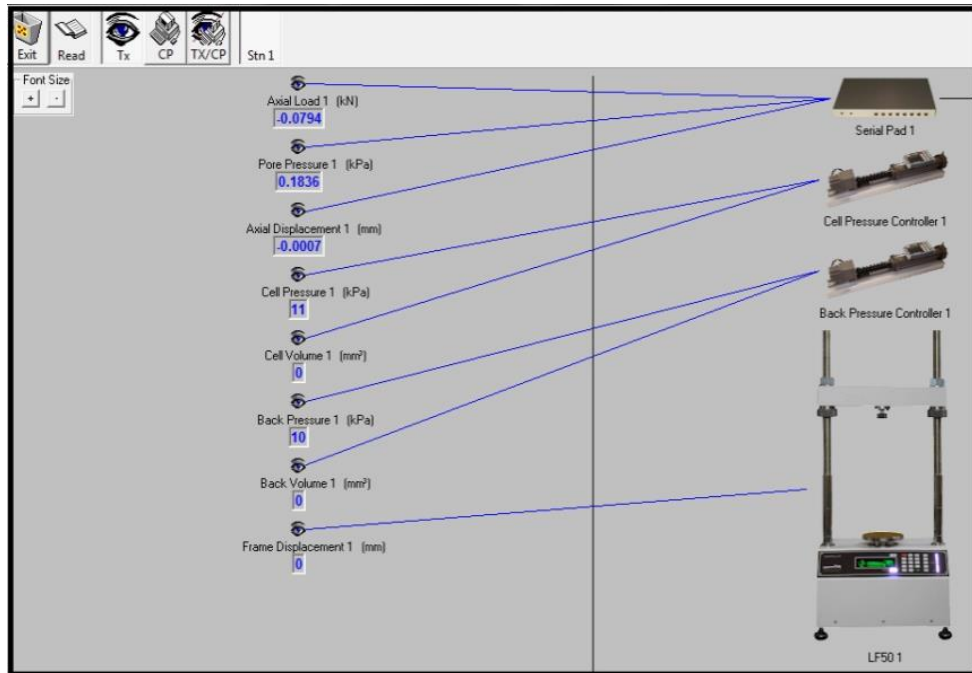 Exit Read Tx CP TX/CP Stn 1
Font Size
+ -
Axial Load 1 (kN)
-0.0794
Pore Pressure 1 (kPa)
0.1836
Axial Displacement 1 (mm)
-0.0007
Cell Pressure 1 (kPa)
11
Cell Volume 1 (mm³)
0
Back Pressure 1 (kPa)
10
Back Volume 1 (mm³)
0
Frame Displacement 1 (mm)
0
Serial Pad 1
Cell Pressure Controller 1
Back Pressure Controller 1
LF50 1